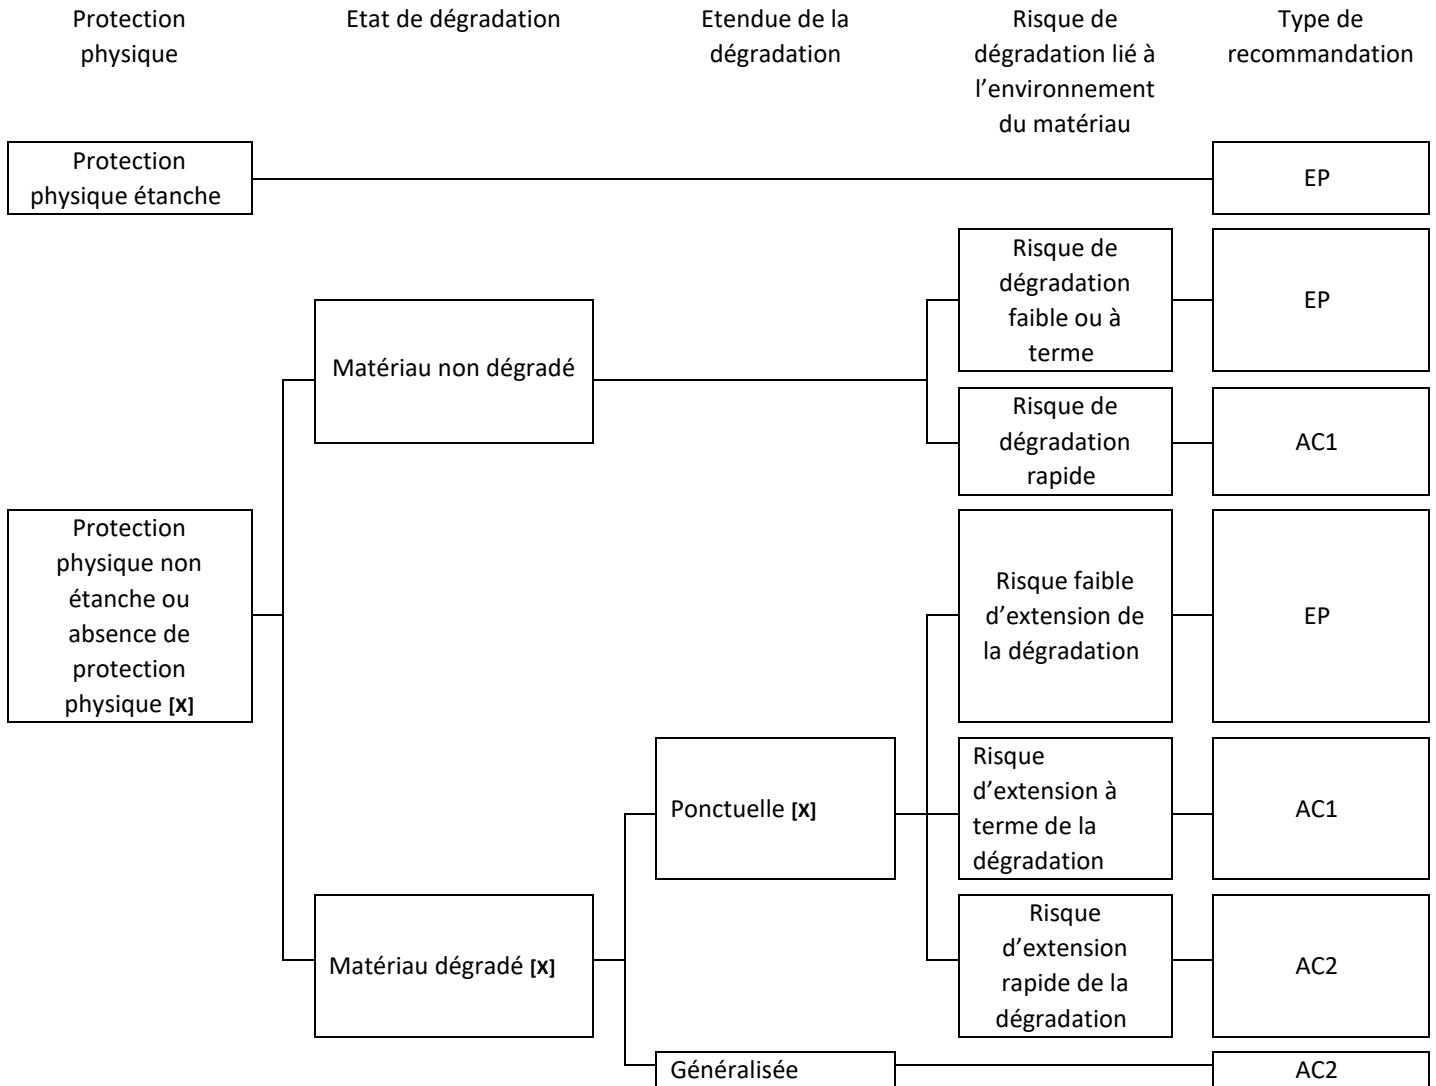 Protection
physique
Etat de dégradation
Etendue de la
dégradation
Risque de
dégradation lié à
l’environnement
du matériau
Type de
recommandation
Protection
physique étanche
EP
Risque de
dégradation
faible ou à
terme
EP
Matériau non dégradé
Risque de
dégradation
rapide
AC1
Protection
physique non
étanche ou
absence de
protection
physique [X]
Risque faible
d’extension de
la dégradation
EP
Ponctuelle [X]
Risque
d’extension à
terme de la
dégradation
AC1
Matériau dégradé [X]
Risque
d’extension
rapide de la
dégradation
AC2
Généralisée
AC2